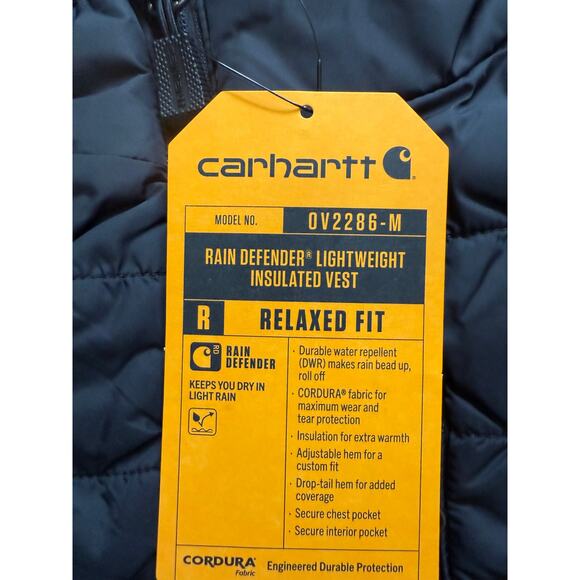 carhartt
MODEL NO. OV2286-M
RAIN DEFENDER® LIGHTWEIGHT
INSULATED VEST
R RELAXED FIT
RD
RAIN
DEFENDER
KEEPS YOU DRY IN
LIGHT RAIN
· Durable water repellent
(DWR) makes rain bead up,
roll off
· CORDURA® fabric for
maximum wear and
tear protection
· Insulation for extra warmth
· Adjustable hem for a
custom fit
· Drop-tail hem for added
coverage
· Secure chest pocket
· Secure interior pocket
CORDURA® Engineered Durable Protection
Fabric